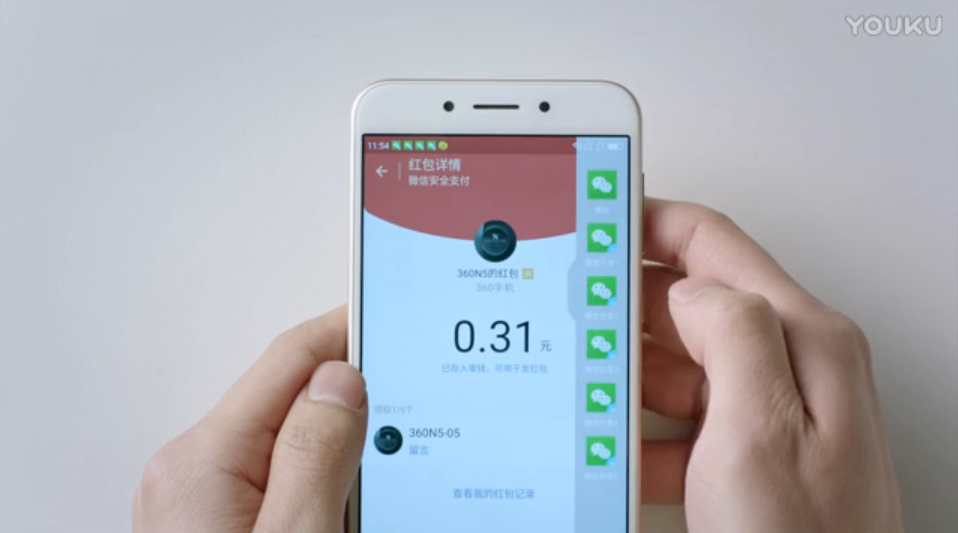 YOUKU
11:54
红包详情
微信安全支付
360N5的红包 拼
360手机
0.31 元
已存入零钱，可用于发红包
领取1/5个
360N5-05
留言
查看我的红包记录